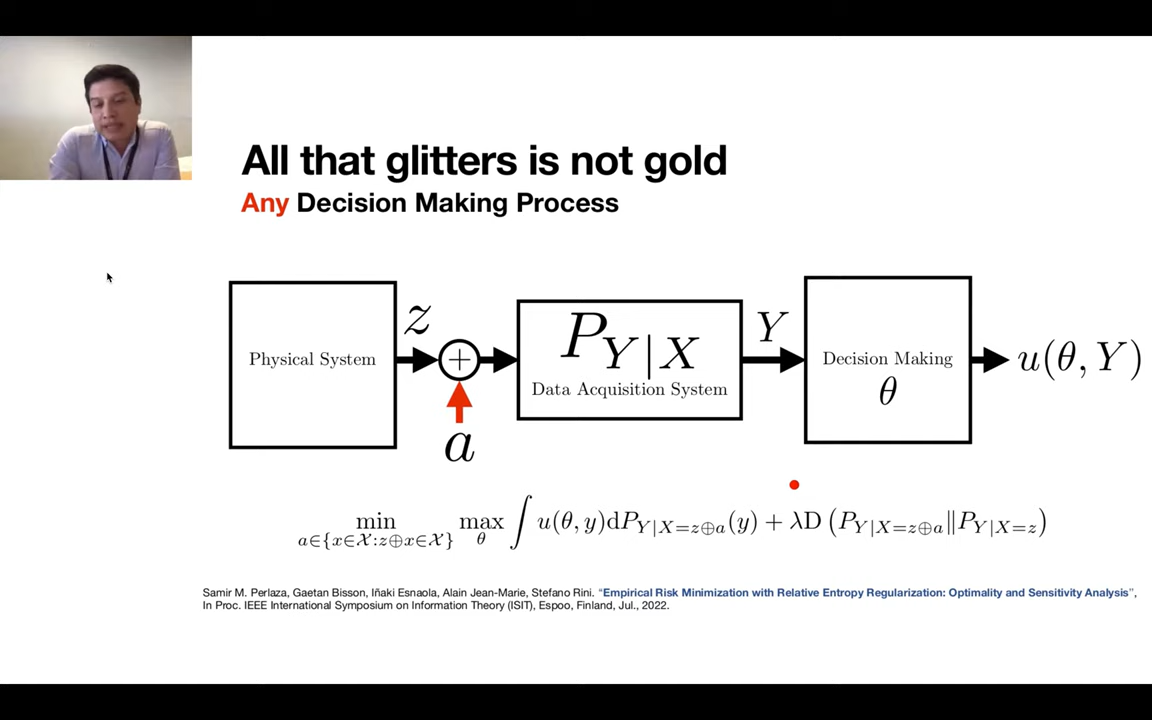 All that glitters is not gold
Any Decision Making Process
Physical System
z
+
a
P_{Y|X}
Data Acquisition System
Y
Decision Making
θ
u(θ, Y)
min_{a∈{x∈𝒳:z⊕x∈𝒳}} max_θ ∫ u(θ, y)dP_{Y|X=z⊕a}(y) + λD (P_{Y|X=z⊕a}‖P_{Y|X=z})
Samir M. Perlaza, Gaetan Bisson, Iñaki Esnaola, Alain Jean-Marie, Stefano Rini. “Empirical Risk Minimization with Relative Entropy Regularization: Optimality and Sensitivity Analysis”,
In Proc. IEEE International Symposium on Information Theory (ISIT), Espoo, Finland, Jul., 2022.